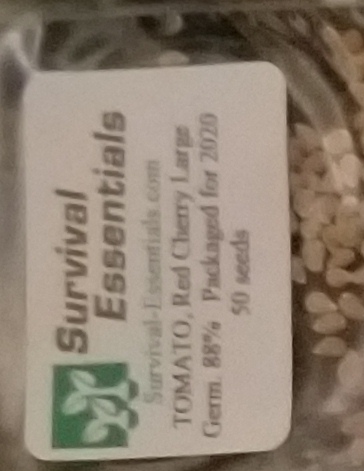 Survival
Essentials
Survival-Essentials.com
TOMATO, Red Cherry Large
Germ. 88% Packaged for 2020
50 seeds